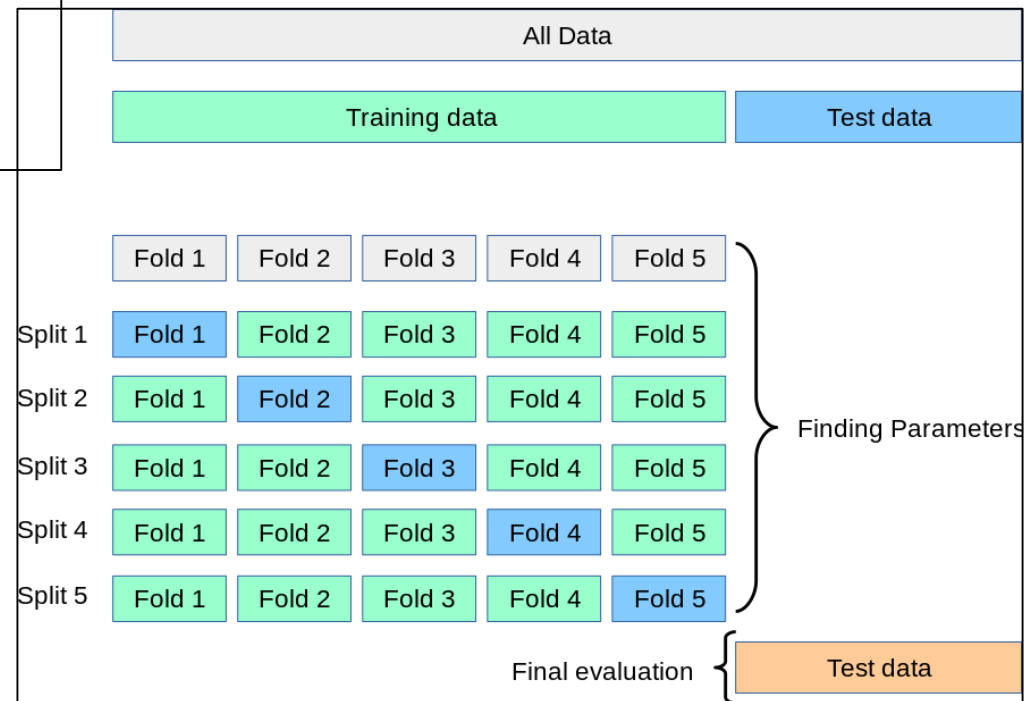 All Data
Training data Test data
Fold 1 Fold 2 Fold 3 Fold 4 Fold 5
Split 1 Fold 1 Fold 2 Fold 3 Fold 4 Fold 5
Split 2 Fold 1 Fold 2 Fold 3 Fold 4 Fold 5
Finding Parameters
Split 3 Fold 1 Fold 2 Fold 3 Fold 4 Fold 5
Split 4 Fold 1 Fold 2 Fold 3 Fold 4 Fold 5
Split 5 Fold 1 Fold 2 Fold 3 Fold 4 Fold 5
Final evaluation Test data